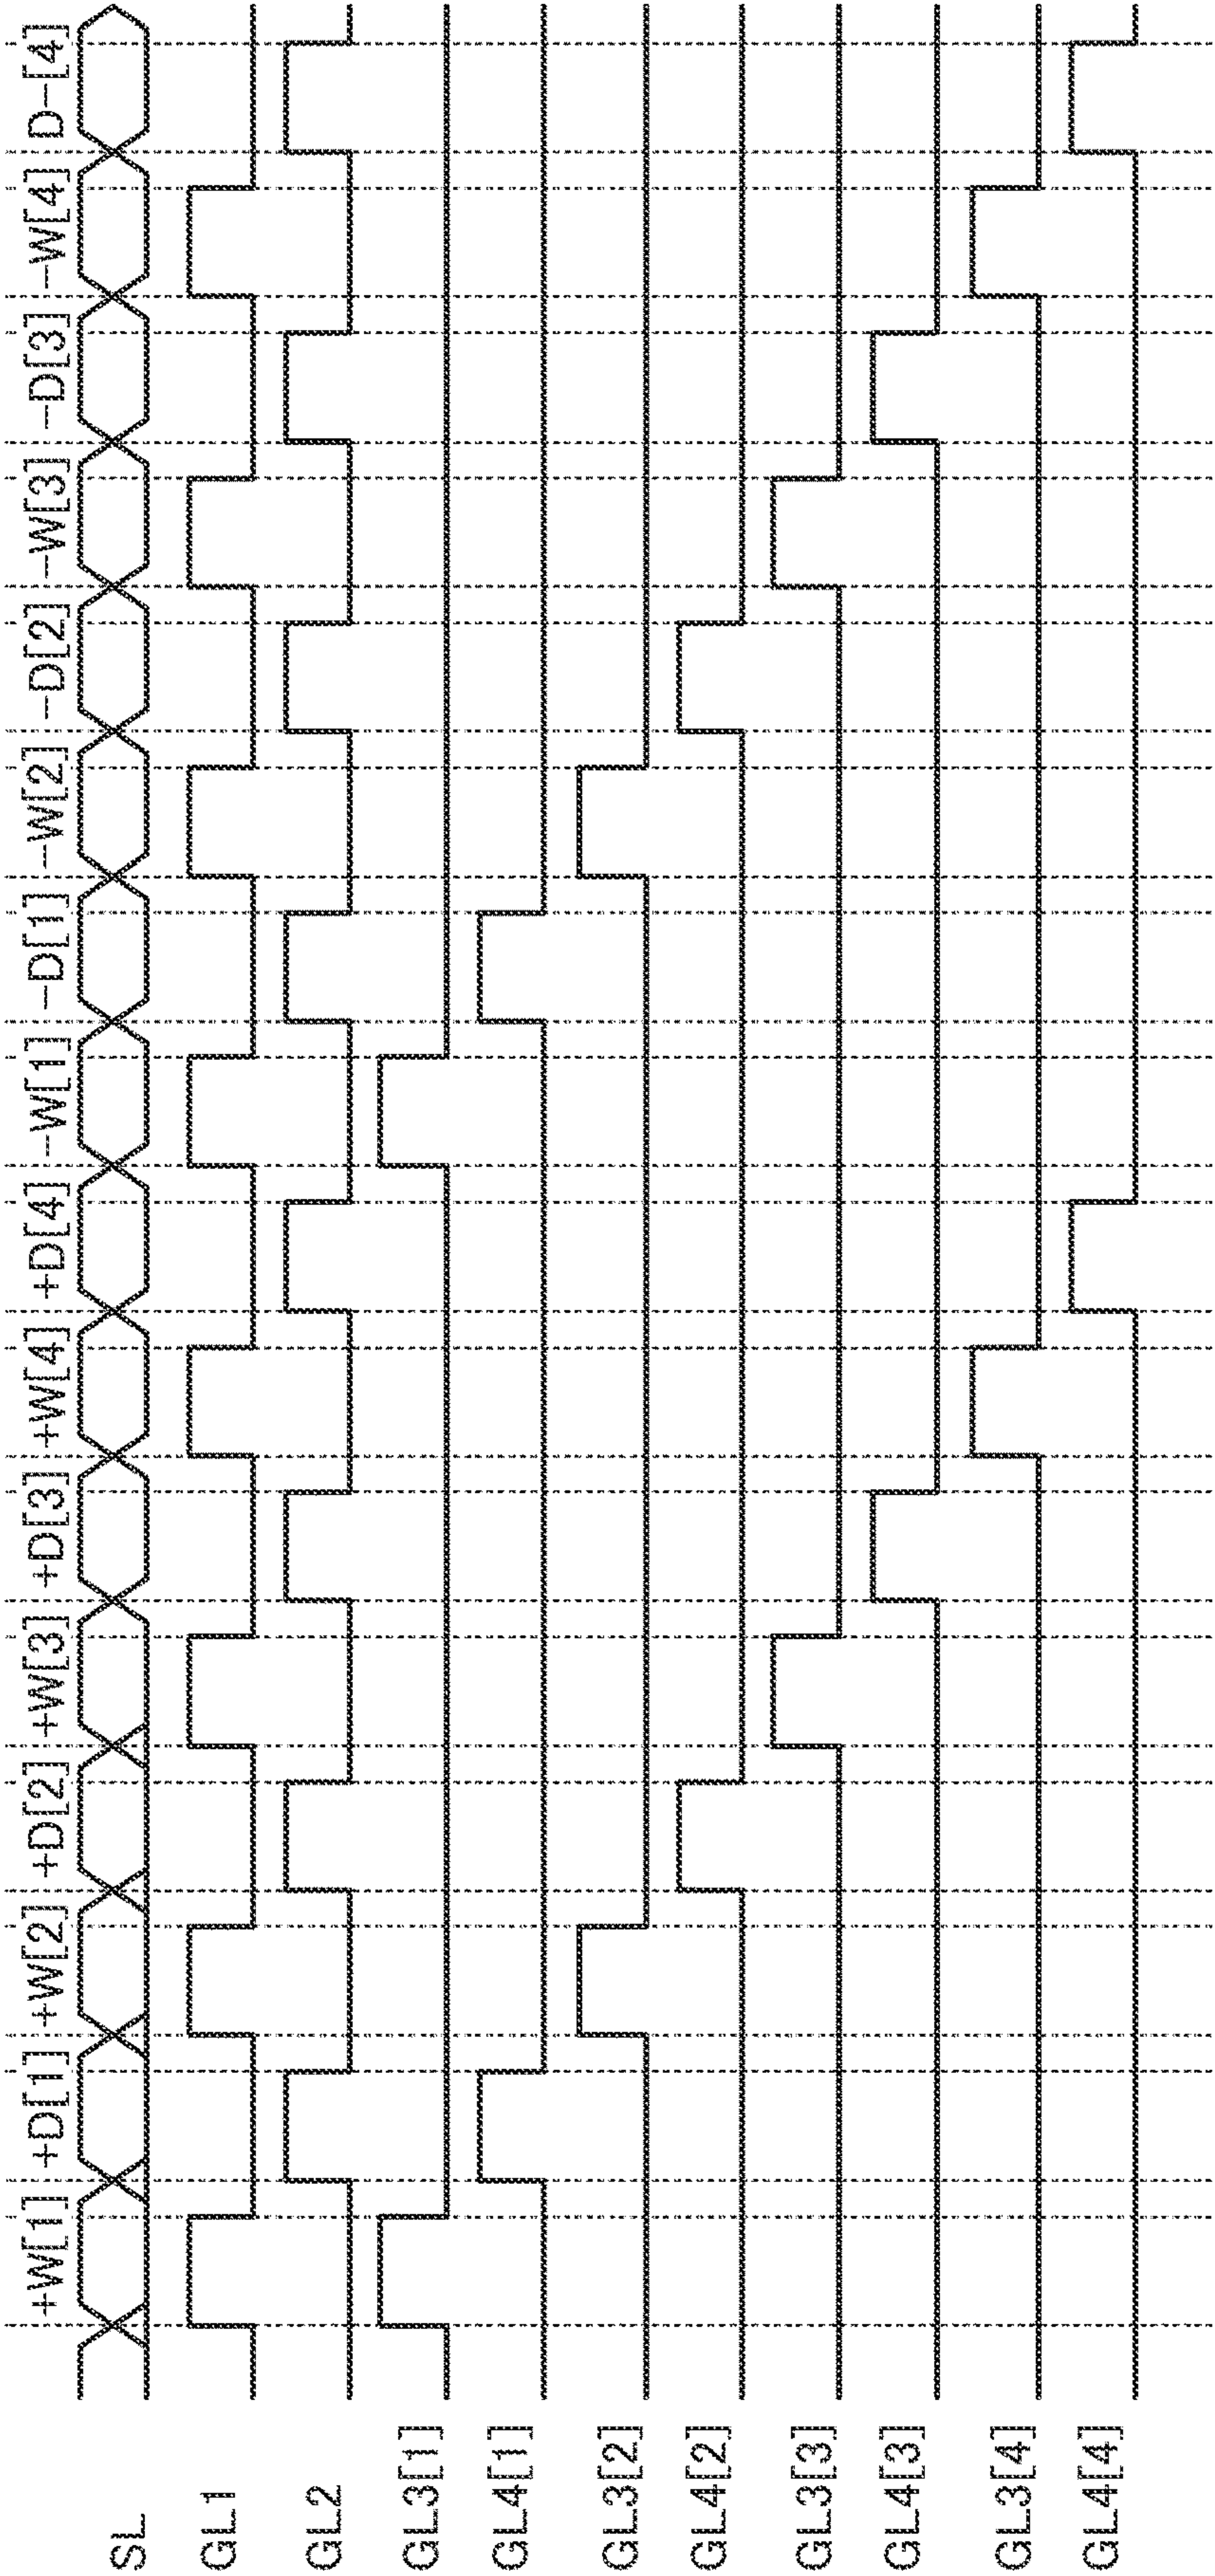 +W[1] +D[1] +W[2] +D[2] +W[3] +D[3] +W[4] +D[4] −W[1] −D[1] −W[2] −D[2] −W[3] −D[3] −W[4] D−[4]
SL
GL1
GL2
GL3[1]
GL4[1]
GL3[2]
GL4[2]
GL3[3]
GL4[3]
GL3[4]
GL4[4]